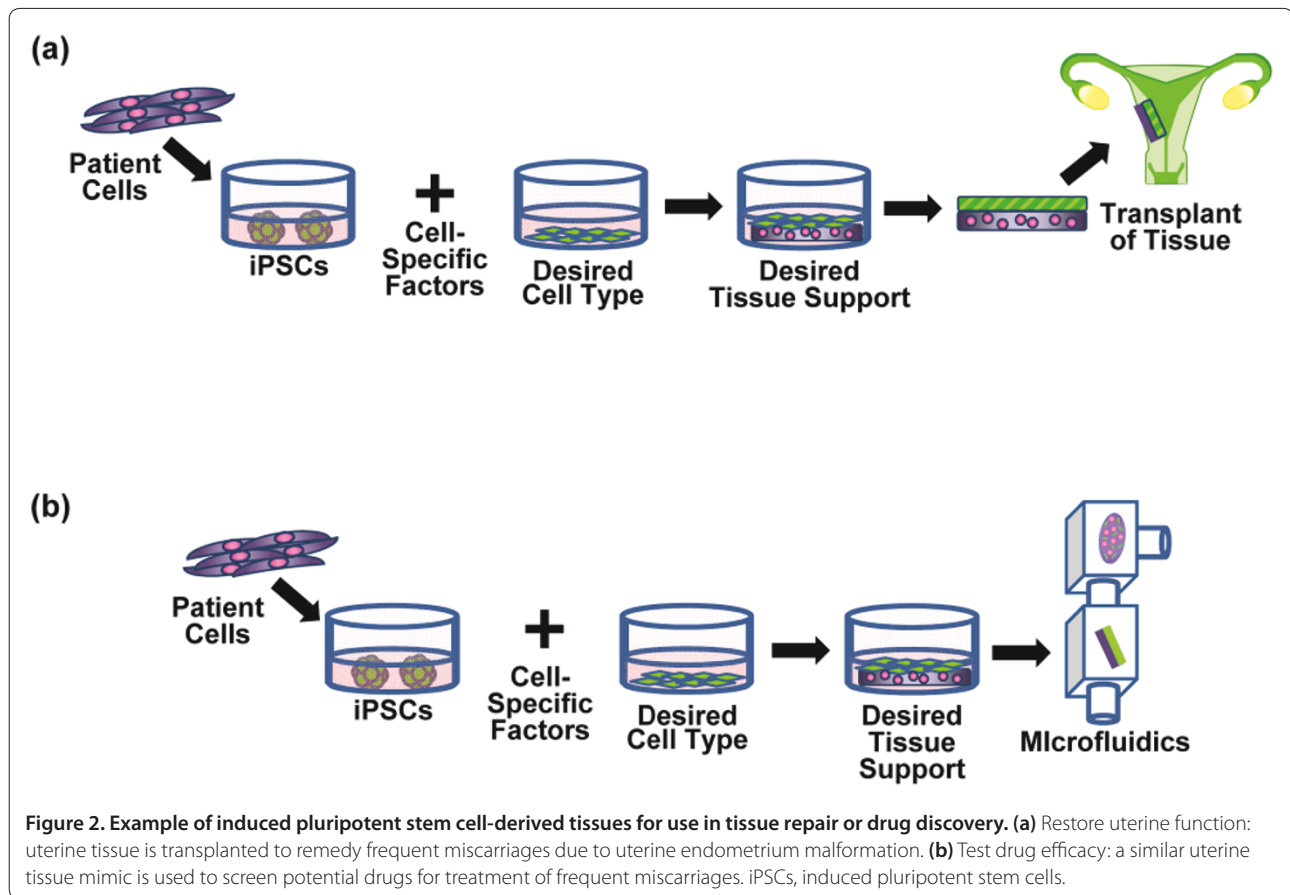 (a)
Patient
Cells
iPSCs
+
Cell-
Specific
Factors
Desired
Cell Type
Desired
Tissue Support
Transplant
of Tissue
(b)
Patient
Cells
iPSCs
+
Cell-
Specific
Factors
Desired
Cell Type
Desired
Tissue
Support
MIcrofluidics
Figure 2. Example of induced pluripotent stem cell-derived tissues for use in tissue repair or drug discovery. (a) Restore uterine function:
uterine tissue is transplanted to remedy frequent miscarriages due to uterine endometrium malformation. (b) Test drug efficacy: a similar uterine
tissue mimic is used to screen potential drugs for treatment of frequent miscarriages. iPSCs, induced pluripotent stem cells.